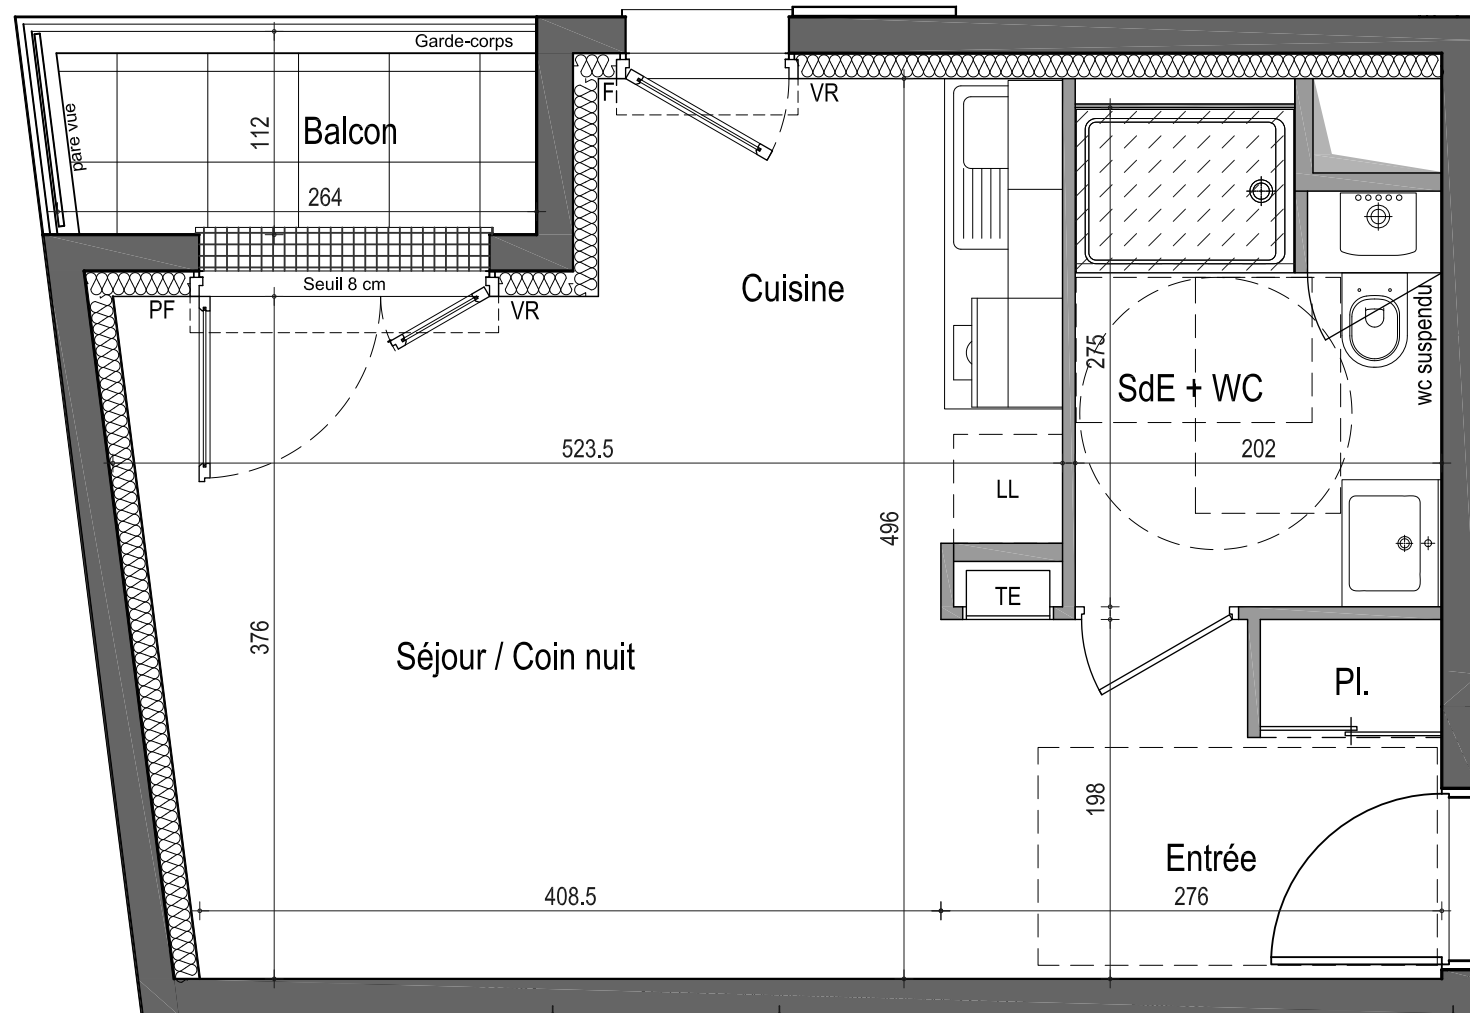 Garde-corps
pare vue
112
Balcon
264
F
VR
Seuil 8 cm
PF
VR
Cuisine
275
SdE + WC
wc suspendu
523.5
202
LL
496
TE
376
Séjour / Coin nuit
Pl.
198
Entrée
408.5
276